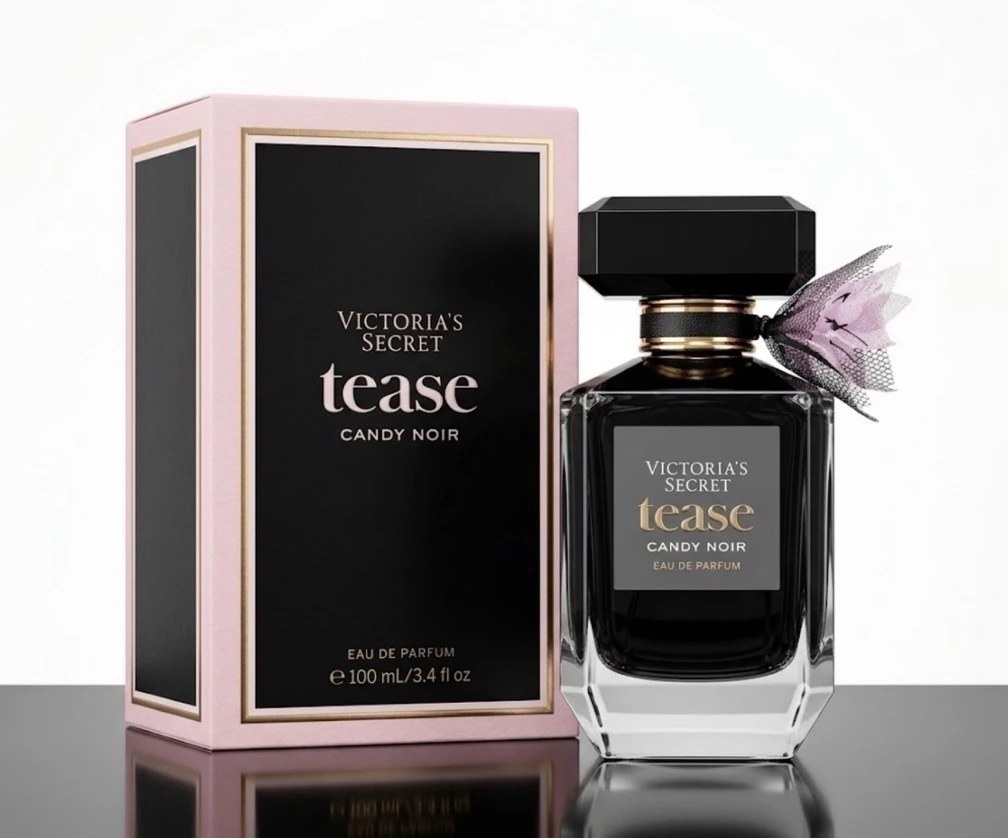 VICTORIA'S
SECRET
tease
CANDY NOIR
EAU DE PARFUM
℮ 100 mL/3.4 fl oz
VICTORIA'S
SECRET
tease
CANDY NOIR
EAU DE PARFUM